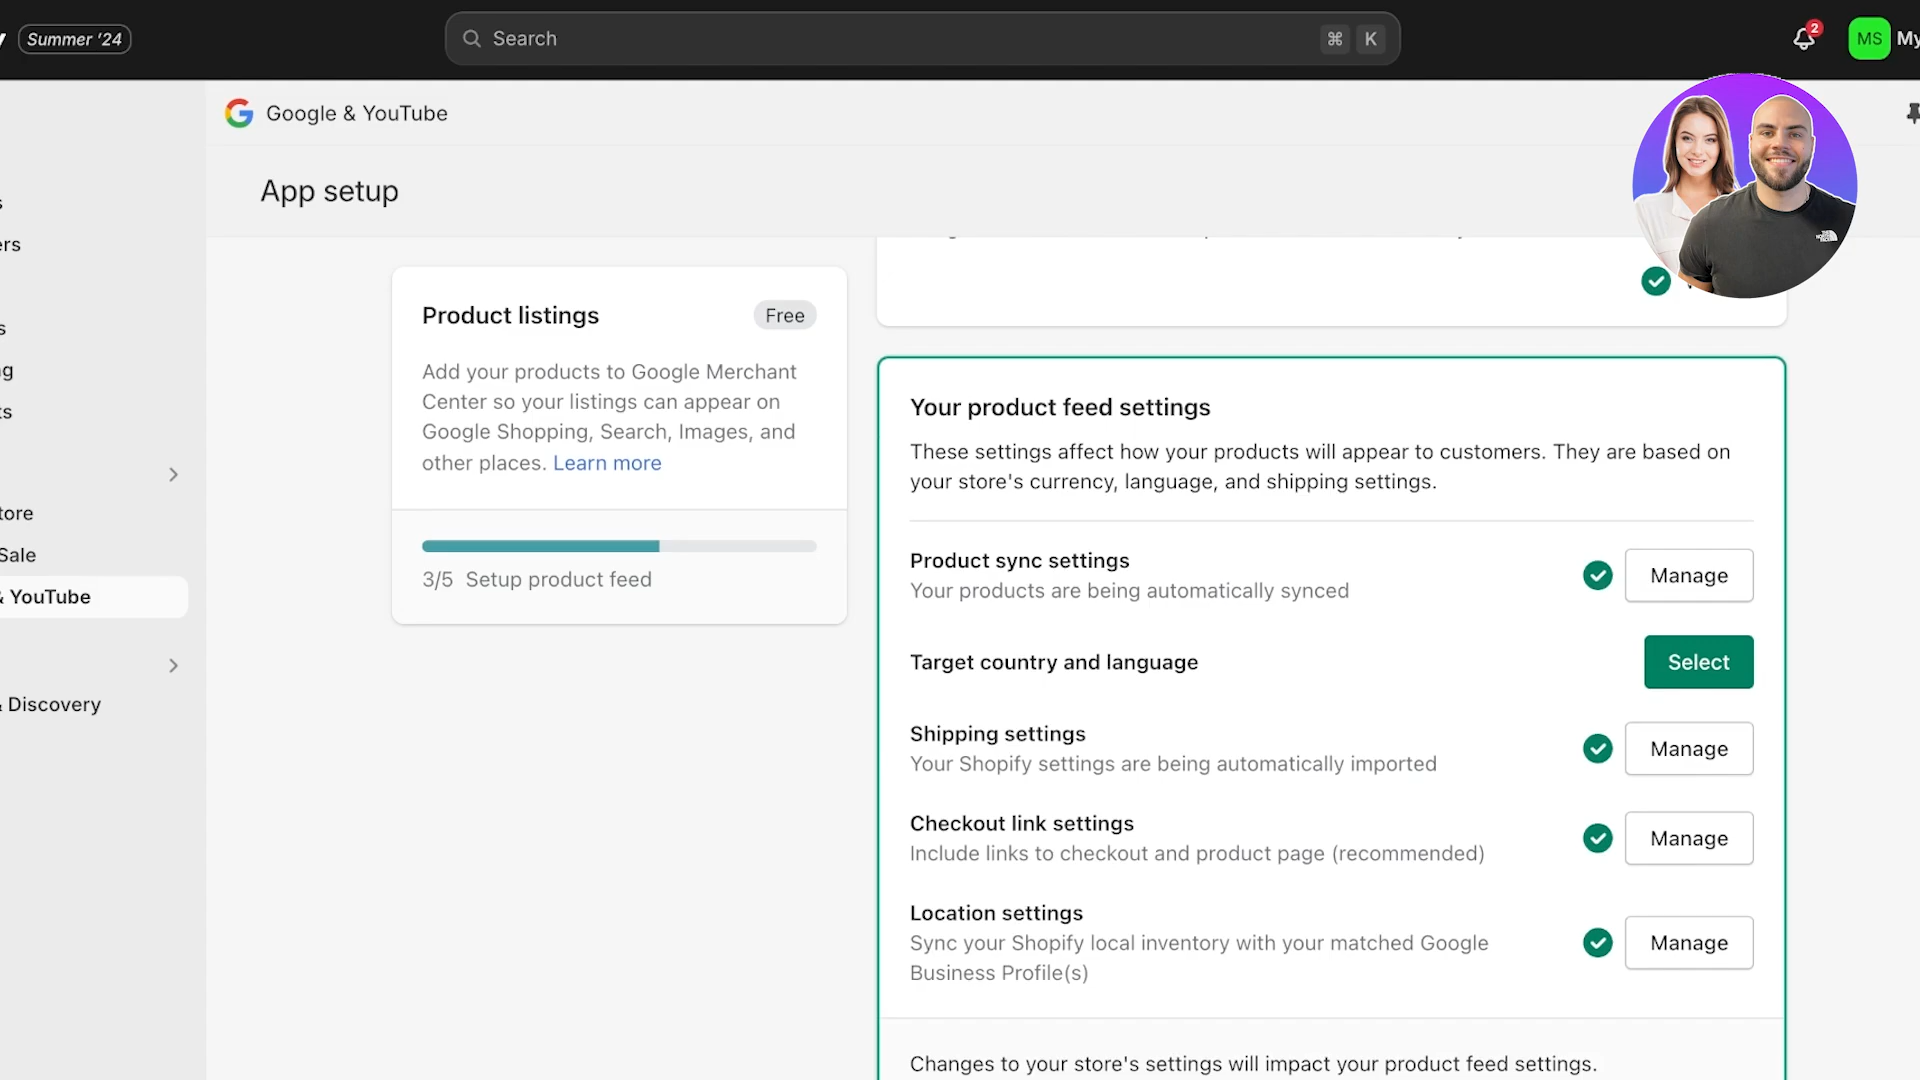 Summer '24
Search
⌘ K
2
MS My
Google & YouTube
App setup
ers
tore
Sale
& YouTube
& Discovery
Product listings
Free
Add your products to Google Merchant
Center so your listings can appear on
Google Shopping, Search, Images, and
other places. Learn more
3/5 Setup product feed
THE NORTH FACE
Your product feed settings
These settings affect how your products will appear to customers. They are based on
your store's currency, language, and shipping settings.
Product sync settings
Your products are being automatically synced
Manage
Target country and language
Select
Shipping settings
Your Shopify settings are being automatically imported
Manage
Checkout link settings
Include links to checkout and product page (recommended)
Manage
Location settings
Sync your Shopify local inventory with your matched Google
Business Profile(s)
Manage
Changes to your store's settings will impact your product feed settings.